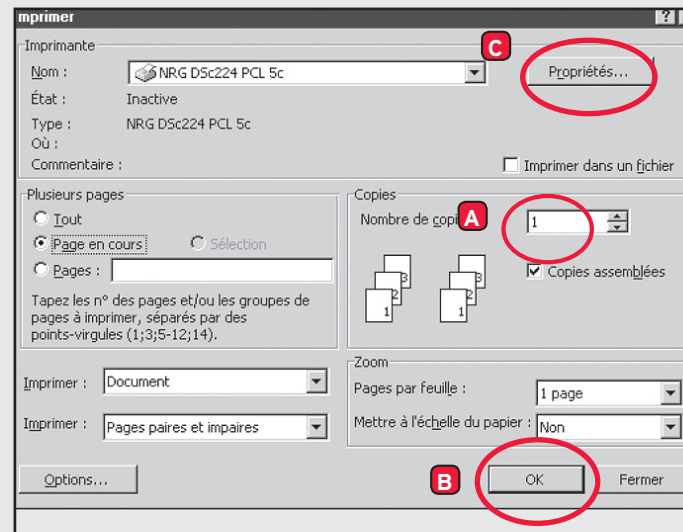 mprimer
?
Imprimante
C
Nom : NRG DSc224 PCL 5c Propriétés...
État : Inactive
Type : NRG DSc224 PCL 5c
Où :
Commentaire : Imprimer dans un fichier
Plusieurs pages
Tout
Page en cours Sélection
Pages :
Tapez les n° des pages et/ou les groupes de
pages à imprimer, séparés par des
points-virgules (1;3;5-12;14).
Copies
Nombre de copi A 1
3 3
2 2
1 1
Copies assemblées
Imprimer : Document
Imprimer : Pages paires et impaires
Zoom
Pages par feuille : 1 page
Mettre à l'échelle du papier : Non
Options... B OK Fermer